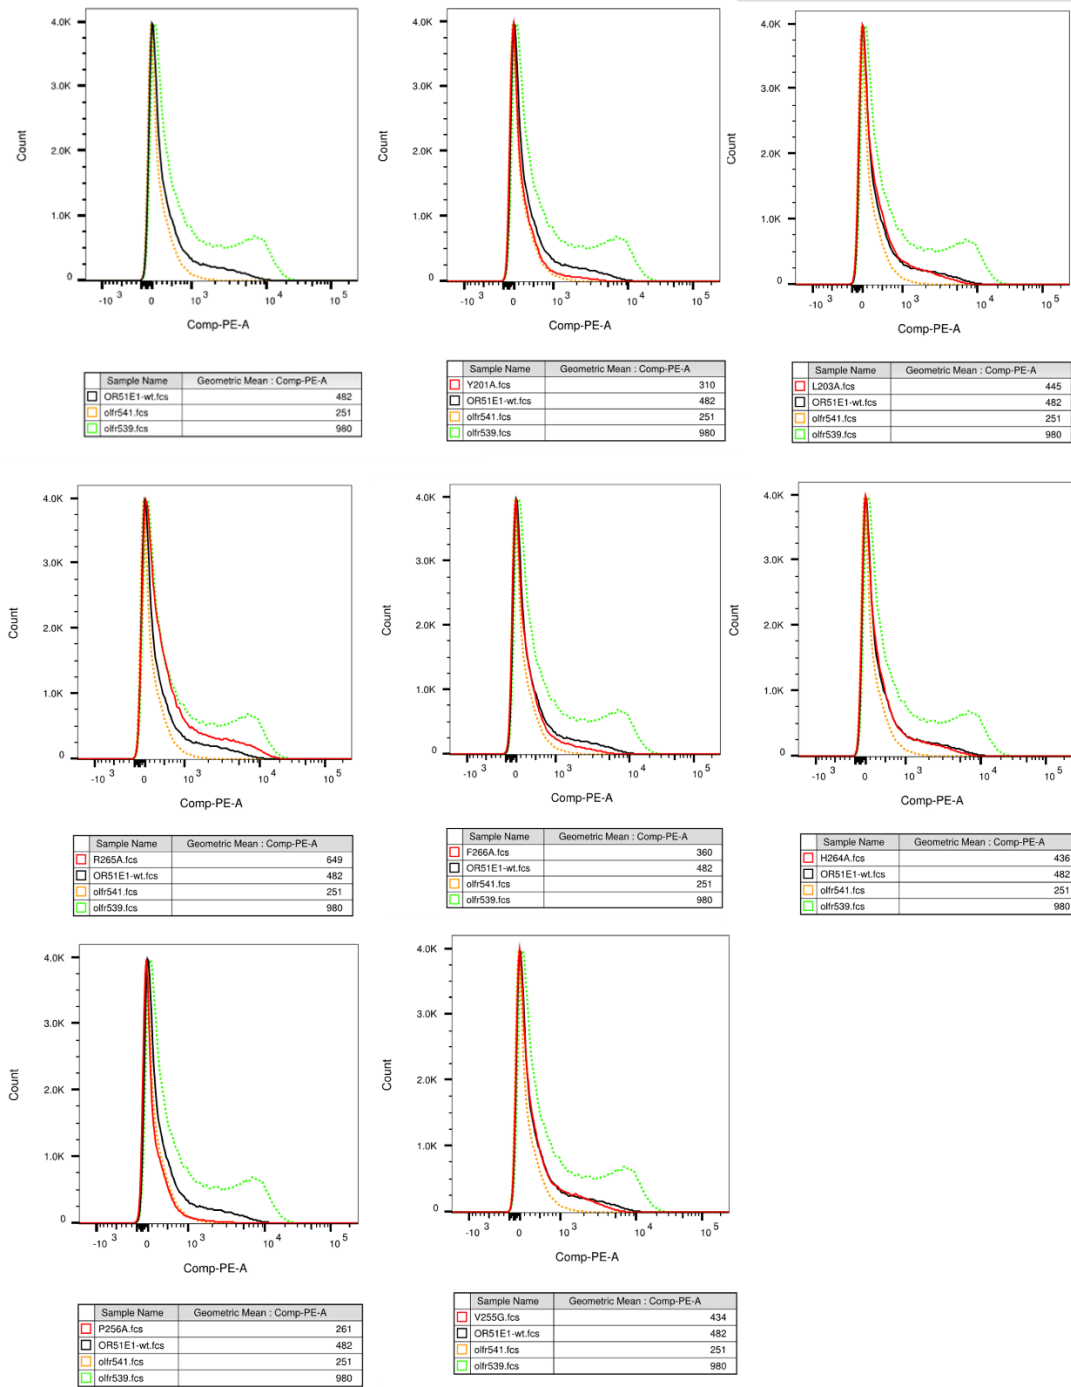 4.0K
3.0K
2.0K
1.0K
0
Count
-10 3 0 10 3 10 4 10 5
Comp-PE-A
Sample Name Geometric Mean : Comp-PE-A
OR51E1-wt.fcs 482
olfr541.fcs 251
olfr539.fcs 980
4.0K
3.0K
2.0K
1.0K
0
Count
-10 3 0 10 3 10 4 10 5
Comp-PE-A
Sample Name Geometric Mean : Comp-PE-A
Y201A.fcs 310
OR51E1-wt.fcs 482
olfr541.fcs 251
olfr539.fcs 980
4.0K
3.0K
2.0K
1.0K
0
Count
-10 3 0 10 3 10 4 10 5
Comp-PE-A
Sample Name Geometric Mean : Comp-PE-A
L203A.fcs 445
OR51E1-wt.fcs 482
olfr541.fcs 251
olfr539.fcs 980
4.0K
3.0K
2.0K
1.0K
0
Count
-10 3 0 10 3 10 4 10 5
Comp-PE-A
Sample Name Geometric Mean : Comp-PE-A
R265A.fcs 649
OR51E1-wt.fcs 482
olfr541.fcs 251
olfr539.fcs 980
4.0K
3.0K
2.0K
1.0K
0
Count
-10 3 0 10 3 10 4 10 5
Comp-PE-A
Sample Name Geometric Mean : Comp-PE-A
F266A.fcs 360
OR51E1-wt.fcs 482
olfr541.fcs 251
olfr539.fcs 980
4.0K
3.0K
2.0K
1.0K
0
Count
-10 3 0 10 3 10 4 10 5
Comp-PE-A
Sample Name Geometric Mean : Comp-PE-A
H264A.fcs 436
OR51E1-wt.fcs 482
olfr541.fcs 251
olfr539.fcs 980
4.0K
3.0K
2.0K
1.0K
0
Count
-10 3 0 10 3 10 4 10 5
Comp-PE-A
Sample Name Geometric Mean : Comp-PE-A
P256A.fcs 261
OR51E1-wt.fcs 482
olfr541.fcs 251
olfr539.fcs 980
4.0K
3.0K
2.0K
1.0K
0
Count
-10 3 0 10 3 10 4 10 5
Comp-PE-A
Sample Name Geometric Mean : Comp-PE-A
V255G.fcs 434
OR51E1-wt.fcs 482
olfr541.fcs 251
olfr539.fcs 980